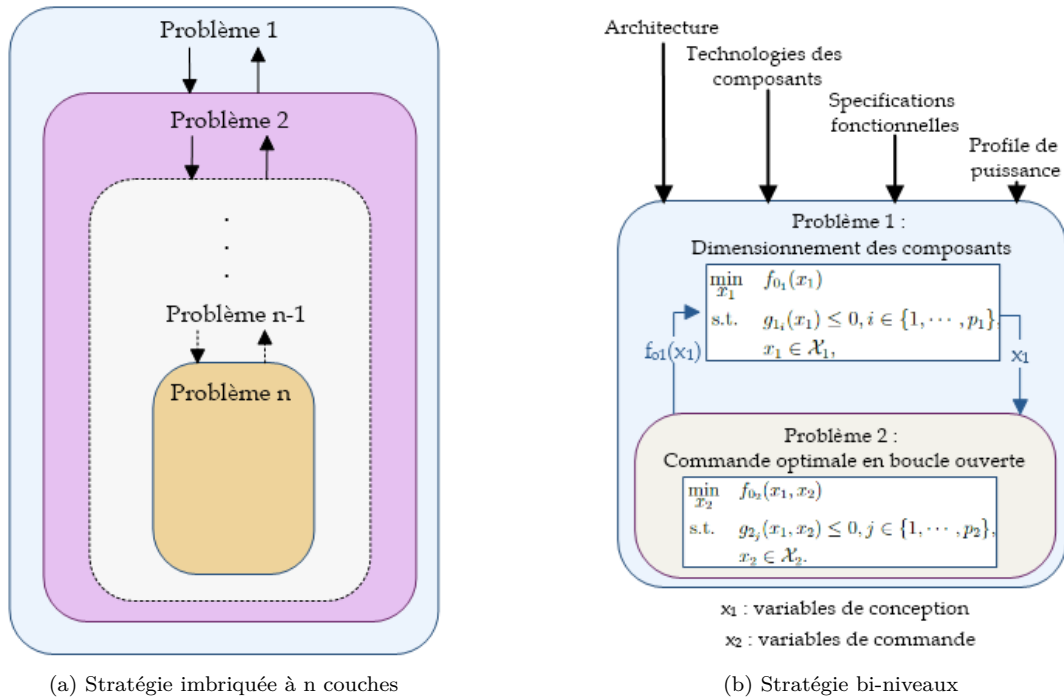 Problème 1
Problème 2
.
.
.
Problème n-1
Problème n
(a) Stratégie imbriquée à n couches
Architecture
Technologies des
composants
Specifications
fonctionnelles
Profile de
puissance
Problème 1 :
Dimensionnement des composants
min f₀₁(x₁)
x₁
s.t. g₁ᵢ(x₁) ≤ 0, i ∈ {1, ⋯ , p₁},
x₁ ∈ 𝒳₁,
f₀₁(x₁)
x₁
Problème 2 :
Commande optimale en boucle ouverte
min f₀₂(x₁, x₂)
x₂
s.t. g₂ⱼ(x₁, x₂) ≤ 0, j ∈ {1, ⋯ , p₂},
x₂ ∈ 𝒳₂.
x₁ : variables de conception
x₂ : variables de commande
(b) Stratégie bi-niveaux